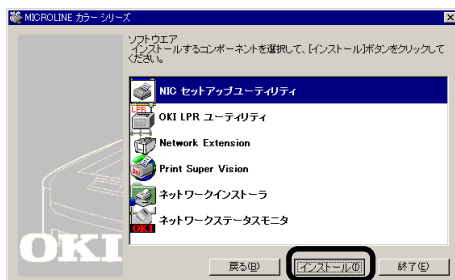 MICROLINE カラー シリーズ
ソフトウエア
インストールするコンポーネントを選択して、[インストール]ボタンをクリックして
ください。
NIC セットアップユーティリティ
OKI LPR ユーティリティ
Network Extension
Print Super Vision
ネットワークインストーラ
ネットワークステータスモニタ
OKI
戻る(B) インストール(I) 終了(E)